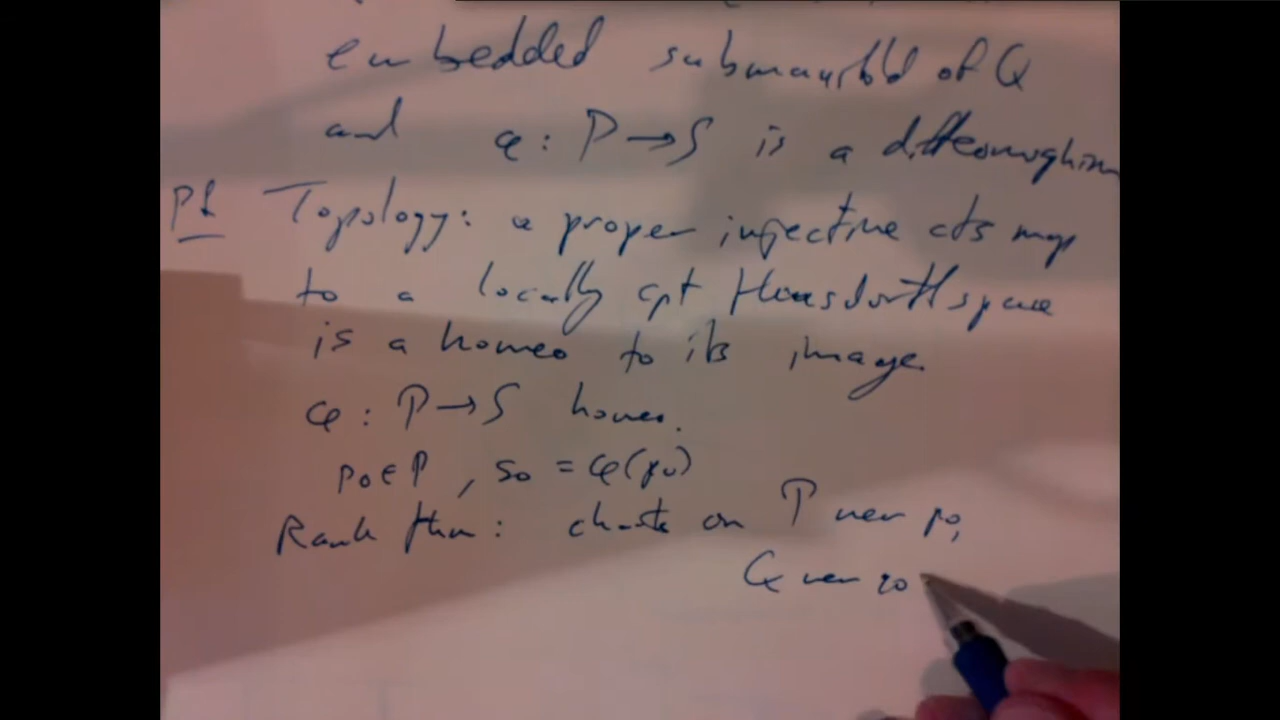 embedded submanifold of Q
and φ : P → S is a diffeomorphism
Pf Topology: a proper injective cts map
to a locally cpt Hausdorff space
is a homeo to its image.
φ : P → S homeo.
p0 ∈ P , s0 = φ(p0)
Rank thm : charts on P near p0,
Q near q0